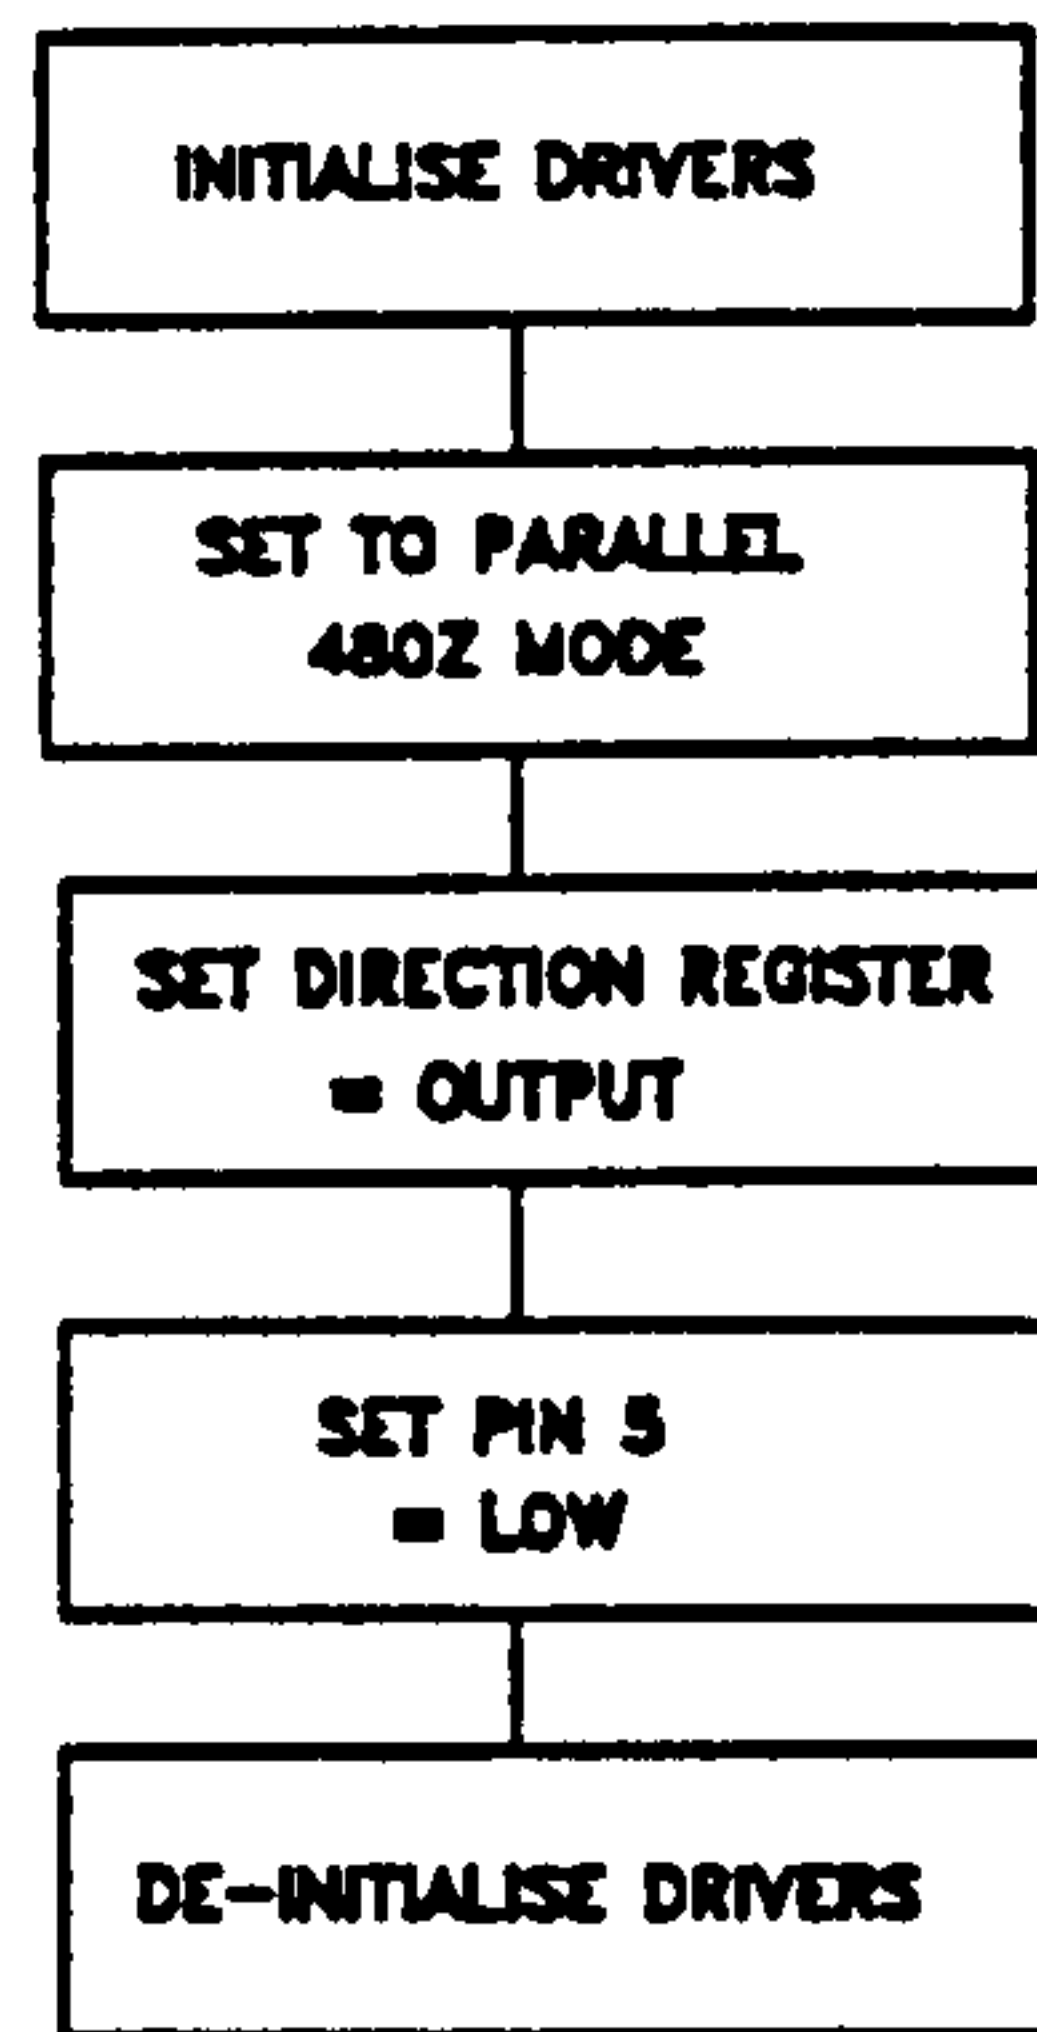 INITIALISE DRIVERS
SET TO PARALLEL
480Z MODE
SET DIRECTION REGISTER
= OUTPUT
SET PIN 5
= LOW
DE-INITIALISE DRIVERS